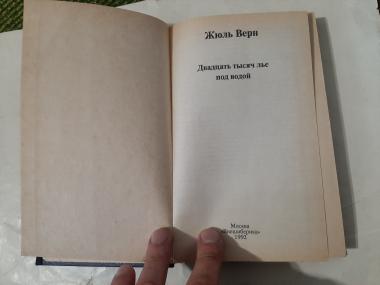 Жюль Верн
Двадцать тысяч лье
под водой
Москва
1992